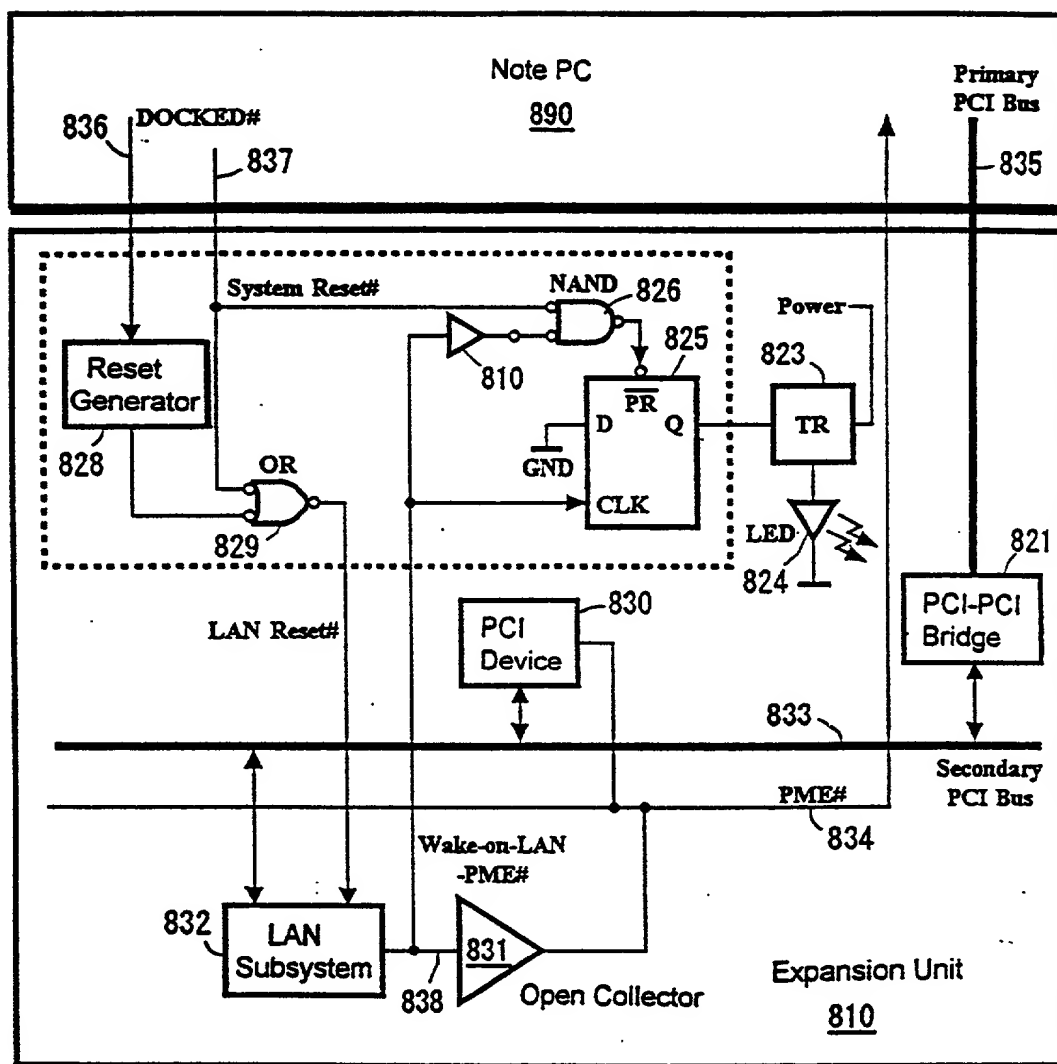 Note PC
890
Primary
PCI Bus
835
836
DOCKED#
837
System Reset#
NAND
826
810
Reset
Generator
828
OR
829
825
PR
D
Q
GND
CLK
Power
823
TR
LED
824
821
PCI-PCI
Bridge
LAN Reset#
830
PCI
Device
833
Secondary
PCI Bus
PME#
834
Wake-on-LAN
-PME#
832
LAN
Subsystem
838
831
Open Collector
Expansion Unit
810